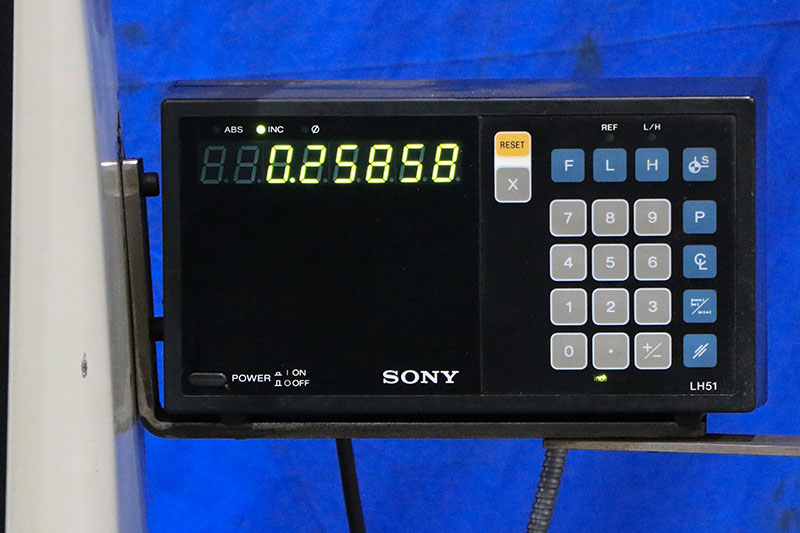 ABS INC Ø
0.25858
RESET
X
REF L/H
F L H S
7 8 9 P
4 5 6 ℄
1 2 3
0 . +/-
inch
POWER I ON
O OFF
SONY
LH51